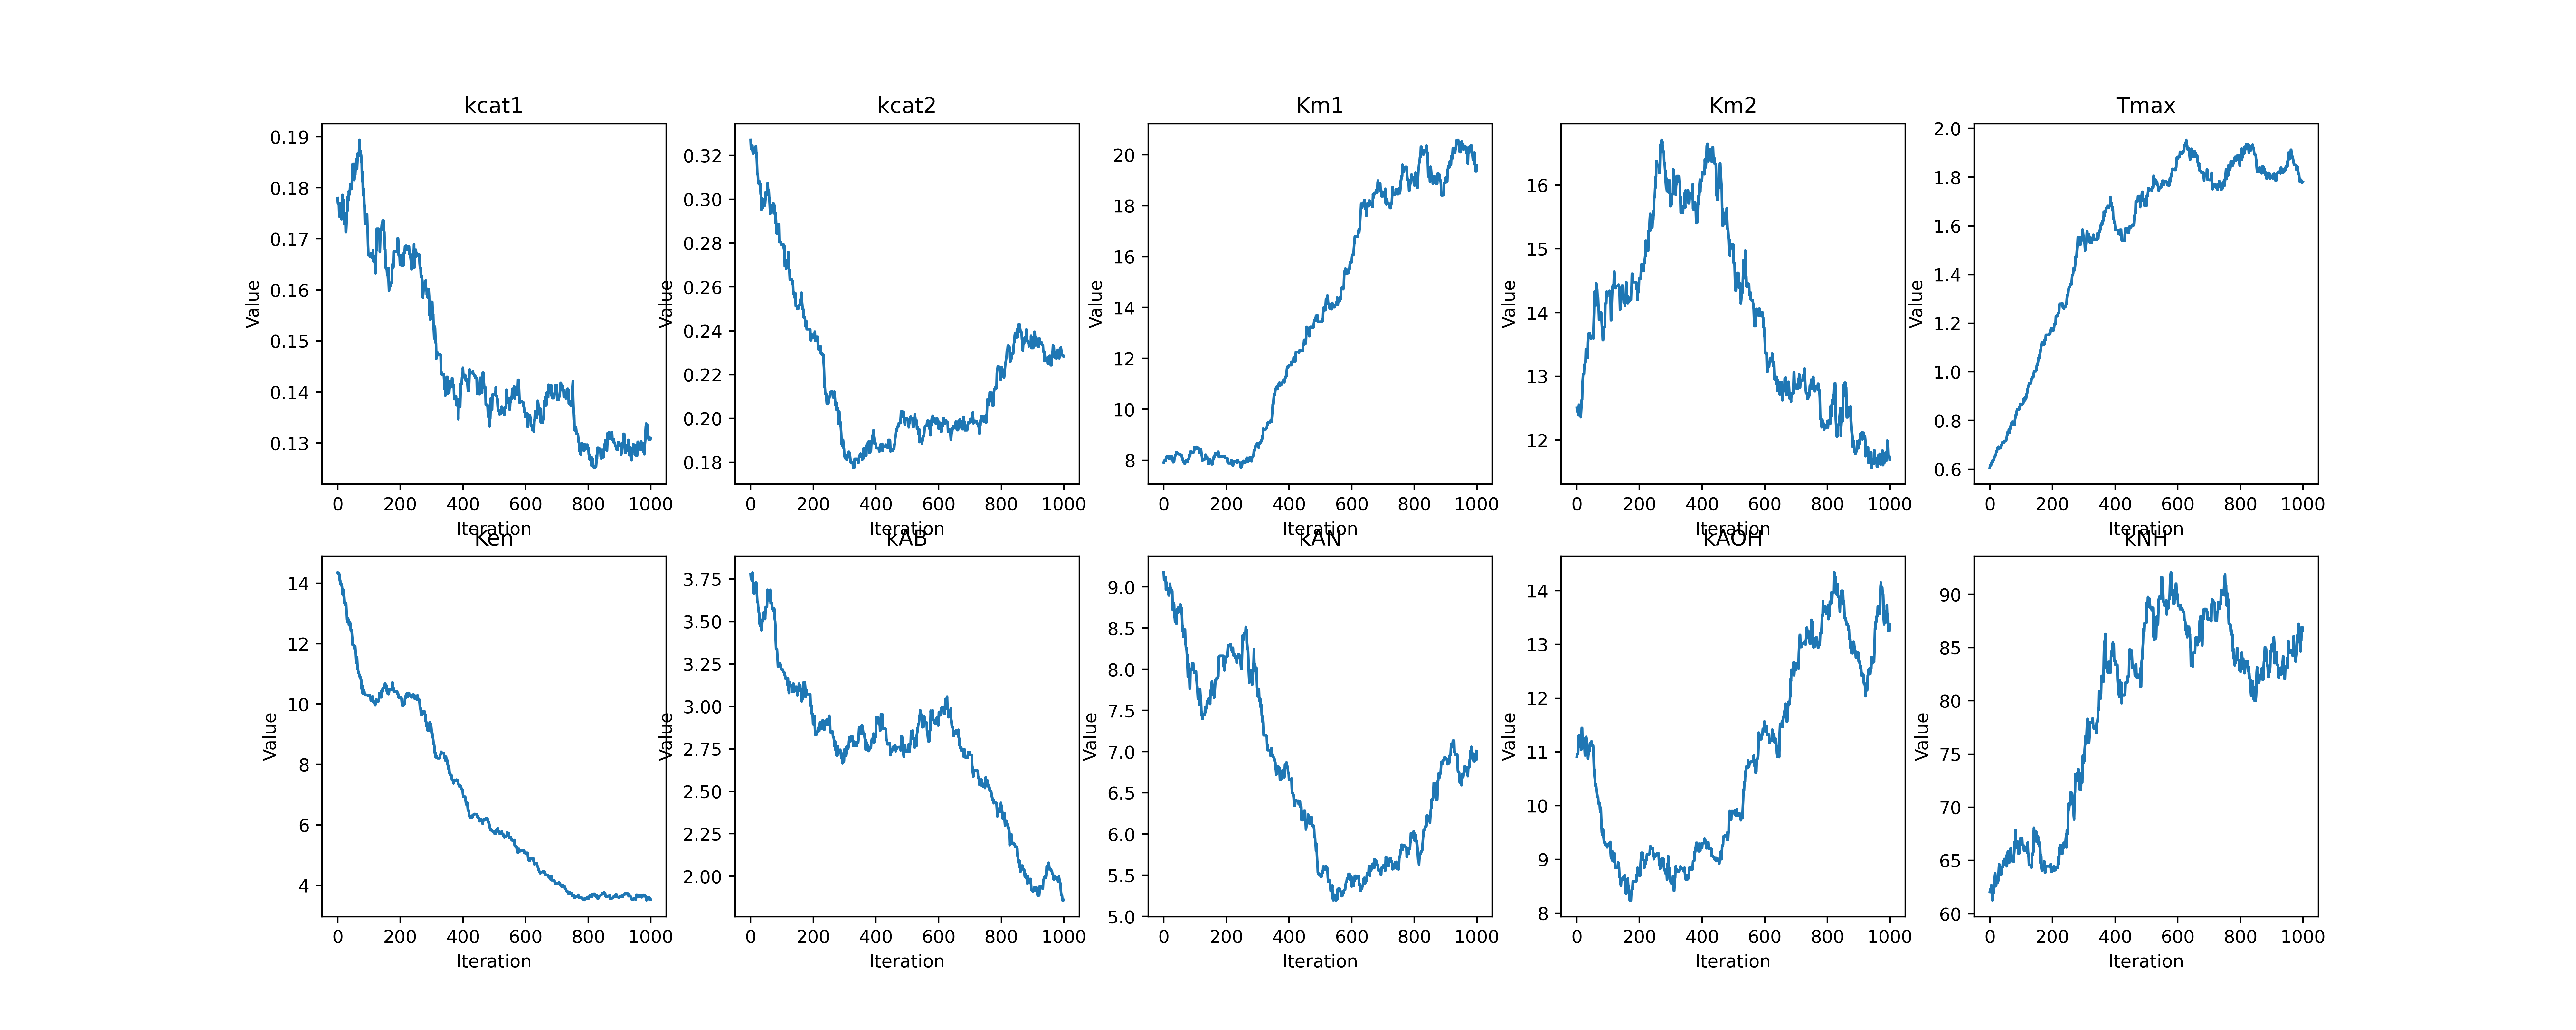 kcat1
kcat2
Km1
Km2
Tmax
0.19
0.18
0.17
0.16
0.15
0.14
0.13
Value
0 200 400 600 800 1000
Iteration
0.32
0.30
0.28
0.26
0.24
0.22
0.20
0.18
Value
0 200 400 600 800 1000
Iteration
20
18
16
14
12
10
8
Value
0 200 400 600 800 1000
Iteration
16
15
14
13
12
Value
0 200 400 600 800 1000
Iteration
2.0
1.8
1.6
1.4
1.2
1.0
0.8
0.6
Value
0 200 400 600 800 1000
Iteration
Ken
kAB
kAN
kAOH
kNH
14
12
10
8
6
4
Value
0 200 400 600 800 1000
Iteration
3.75
3.50
3.25
3.00
2.75
2.50
2.25
2.00
Value
0 200 400 600 800 1000
Iteration
9.0
8.5
8.0
7.5
7.0
6.5
6.0
5.5
5.0
Value
0 200 400 600 800 1000
Iteration
14
13
12
11
10
9
8
Value
0 200 400 600 800 1000
Iteration
90
85
80
75
70
65
60
Value
0 200 400 600 800 1000
Iteration